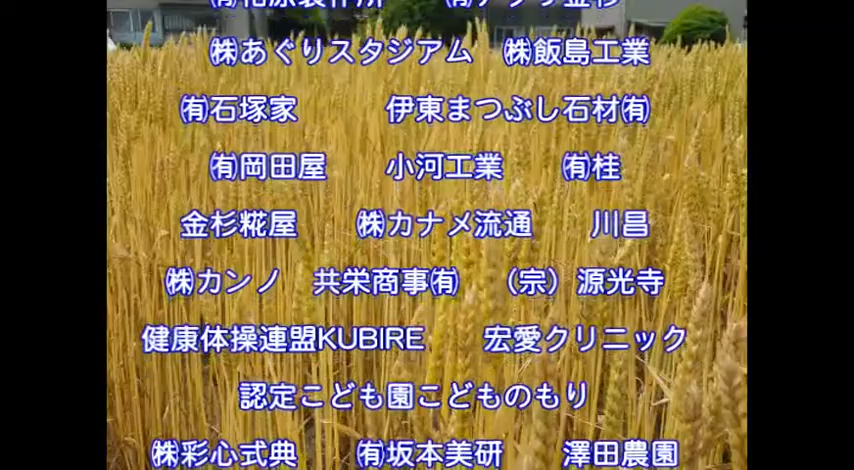 ㈱あぐりスタジアム　㈱飯島工業
㈲石塚家　　　伊東まつぶし石材㈲
㈲岡田屋　　小河工業　　㈲桂
金杉糀屋　　㈱カナメ流通　　川昌
㈱カンノ　共栄商事㈲　（宗）源光寺
健康体操連盟KUBIRE　　宏愛クリニック
認定こども園こどものもり
㈱彩心式典　　㈲坂本美研　　澤田農園